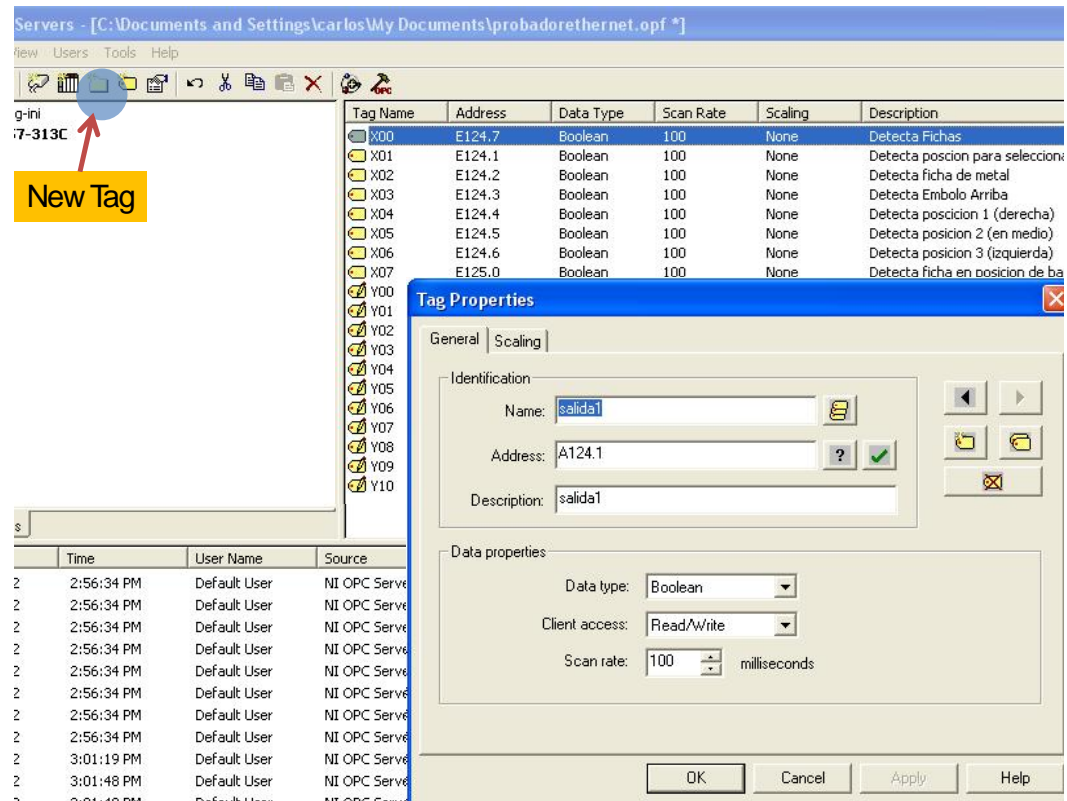 Servers - [C:\Documents and Settings\carlos\My Documents\probadorethernet.opf *]
View Users Tools Help
g-ini
57-313C
New Tag
Tag Name Address Data Type Scan Rate Scaling Description
X00 E124.7 Boolean 100 None Detecta Fichas
X01 E124.1 Boolean 100 None Detecta poscion para selecciona
X02 E124.2 Boolean 100 None Detecta ficha de metal
X03 E124.3 Boolean 100 None Detecta Embolo Arriba
X04 E124.4 Boolean 100 None Detecta poscicion 1 (derecha)
X05 E124.5 Boolean 100 None Detecta posicion 2 (en medio)
X06 E124.6 Boolean 100 None Detecta posicion 3 (izquierda)
X07 E125.0 Boolean 100 None Detecta ficha en posicion de ba
Y00
Y01
Y02
Y03
Y04
Y05
Y06
Y07
Y08
Y09
Y10
Tag Properties
General Scaling
Identification
Name: salida1
Address: A124.1 ?
Description: salida1
Data properties
Data type: Boolean
Client access: Read/Write
Scan rate: 100 milliseconds
OK Cancel Apply Help
s
Time User Name Source
2 2:56:34 PM Default User NI OPC Serve
2 2:56:34 PM Default User NI OPC Serve
2 2:56:34 PM Default User NI OPC Serve
2 2:56:34 PM Default User NI OPC Serve
2 2:56:34 PM Default User NI OPC Serve
2 2:56:34 PM Default User NI OPC Serve
2 2:56:34 PM Default User NI OPC Serve
2 2:56:34 PM Default User NI OPC Serve
2 3:01:19 PM Default User NI OPC Serve
2 3:01:48 PM Default User NI OPC Serve